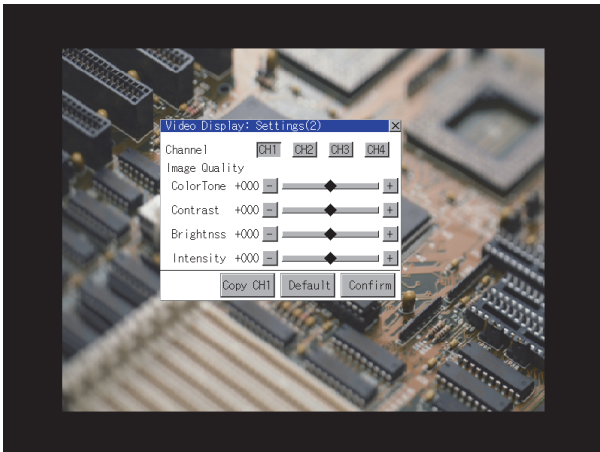 Video Display: Settings(2)
Channel CH1 CH2 CH3 CH4
Image Quality
ColorTone +000 - +
Contrast +000 - +
Brightnss +000 - +
Intensity +000 - +
Copy CH1 Default Confirm